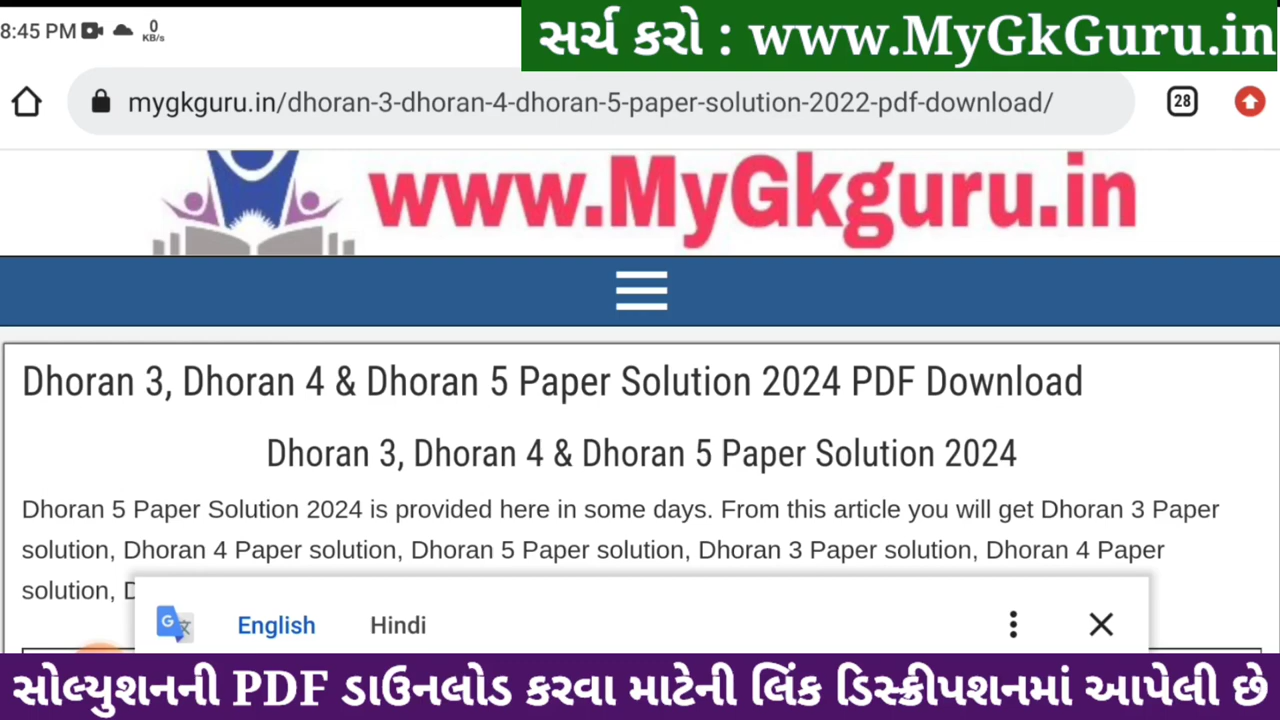 8:45 PM 0 KB/s
સર્ચ કરો : www.MyGkGuru.in
mygkguru.in/dhoran-3-dhoran-4-dhoran-5-paper-solution-2022-pdf-download/ 28
www.MyGkguru.in
Dhoran 3, Dhoran 4 & Dhoran 5 Paper Solution 2024 PDF Download
Dhoran 3, Dhoran 4 & Dhoran 5 Paper Solution 2024
Dhoran 5 Paper Solution 2024 is provided here in some days. From this article you will get Dhoran 3 Paper
solution, Dhoran 4 Paper solution, Dhoran 5 Paper solution, Dhoran 3 Paper solution, Dhoran 4 Paper
solution,
English Hindi
સોલ્યુશનની PDF ડાઉનલોડ કરવા માટેની લિંક ડિસ્ક્રીપશનમાં આપેલી છે